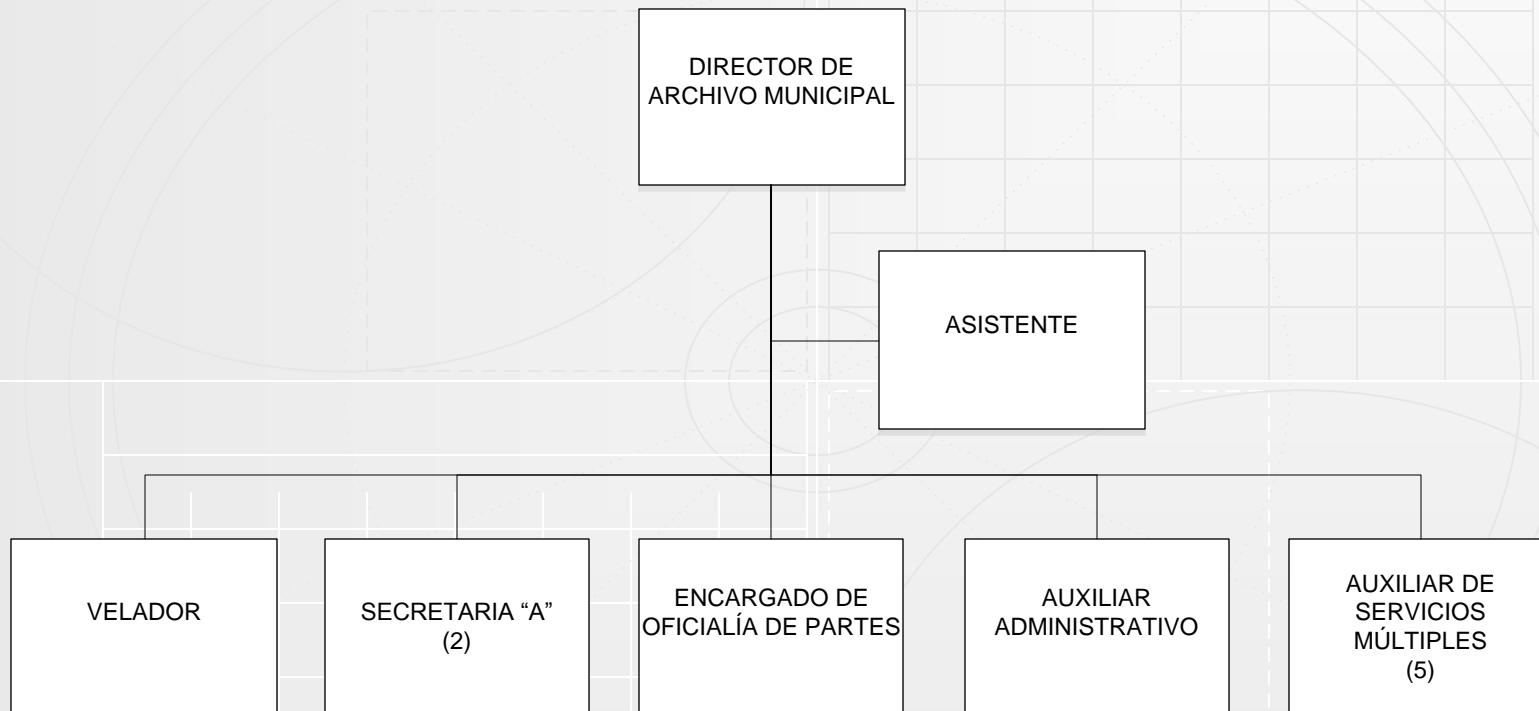 DIRECTOR DE
ARCHIVO MUNICIPAL
ASISTENTE
VELADOR
SECRETARIA “A”
(2)
ENCARGADO DE
OFICIALÍA DE PARTES
AUXILIAR
ADMINISTRATIVO
AUXILIAR DE
SERVICIOS
MÚLTIPLES
(5)